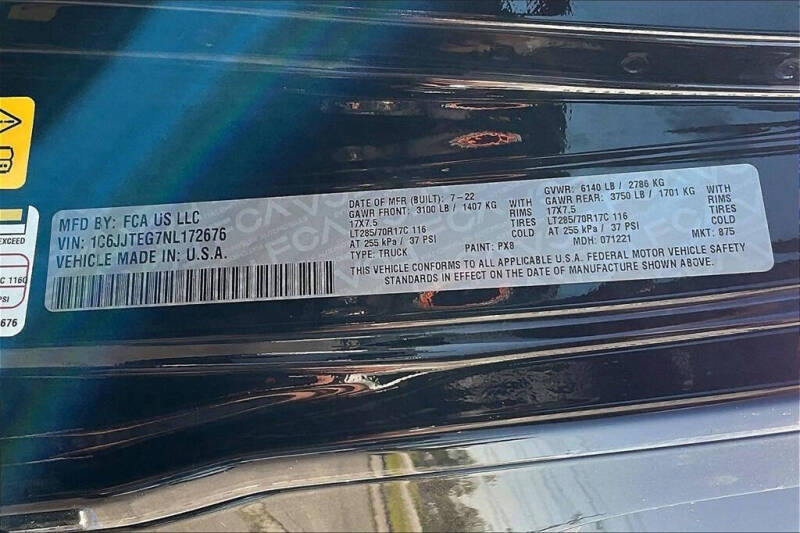 EXCEED
C 1160
PSI
2676
MFD BY: FCA US LLC
VIN: 1C6JJTEG7NL172676
VEHICLE MADE IN: U.S.A.
DATE OF MFR (BUILT): 7-22 GVWR: 6140 LB / 2786 KG
GAWR FRONT: 3100 LB / 1407 KG WITH GAWR REAR: 3750 LB / 1701 KG WITH
17X7.5 RIMS 17X7.5 RIMS
LT285/70R17C 116 TIRES LT285/70R17C 116 TIRES
AT 255 kPa / 37 PSI COLD AT 255 kPa / 37 PSI COLD
TYPE: TRUCK PAINT: PX8 MDH: 071221 MKT: 875
THIS VEHICLE CONFORMS TO ALL APPLICABLE U.S.A. FEDERAL MOTOR VEHICLE SAFETY
STANDARDS IN EFFECT ON THE DATE OF MANUFACTURE SHOWN ABOVE.